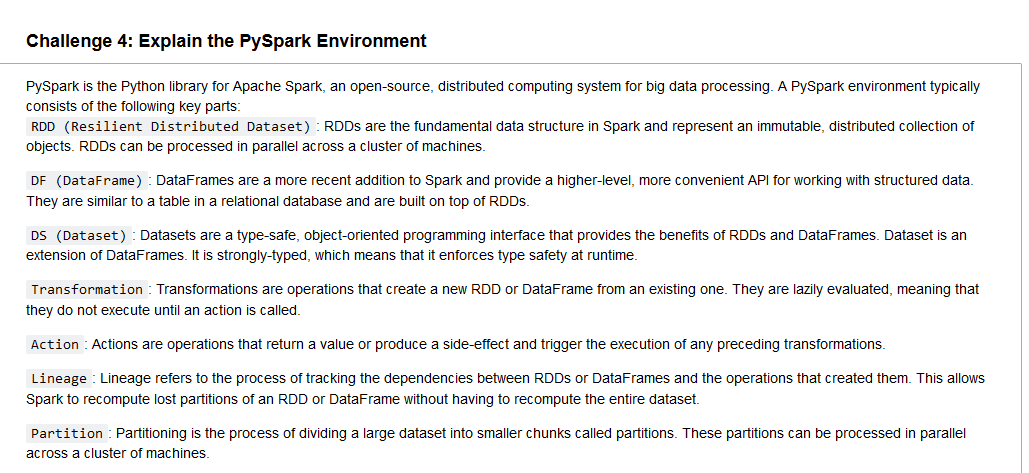 Challenge 4: Explain the PySpark Environment
PySpark is the Python library for Apache Spark, an open-source, distributed computing system for big data processing. A PySpark environment typically
consists of the following key parts:
RDD (Resilient Distributed Dataset) : RDDs are the fundamental data structure in Spark and represent an immutable, distributed collection of
objects. RDDs can be processed in parallel across a cluster of machines.
DF (DataFrame) : DataFrames are a more recent addition to Spark and provide a higher-level, more convenient API for working with structured data.
They are similar to a table in a relational database and are built on top of RDDs.
DS (Dataset) : Datasets are a type-safe, object-oriented programming interface that provides the benefits of RDDs and DataFrames. Dataset is an
extension of DataFrames. It is strongly-typed, which means that it enforces type safety at runtime.
Transformation : Transformations are operations that create a new RDD or DataFrame from an existing one. They are lazily evaluated, meaning that
they do not execute until an action is called.
Action : Actions are operations that return a value or produce a side-effect and trigger the execution of any preceding transformations.
Lineage : Lineage refers to the process of tracking the dependencies between RDDs or DataFrames and the operations that created them. This allows
Spark to recompute lost partitions of an RDD or DataFrame without having to recompute the entire dataset.
Partition : Partitioning is the process of dividing a large dataset into smaller chunks called partitions. These partitions can be processed in parallel
across a cluster of machines.